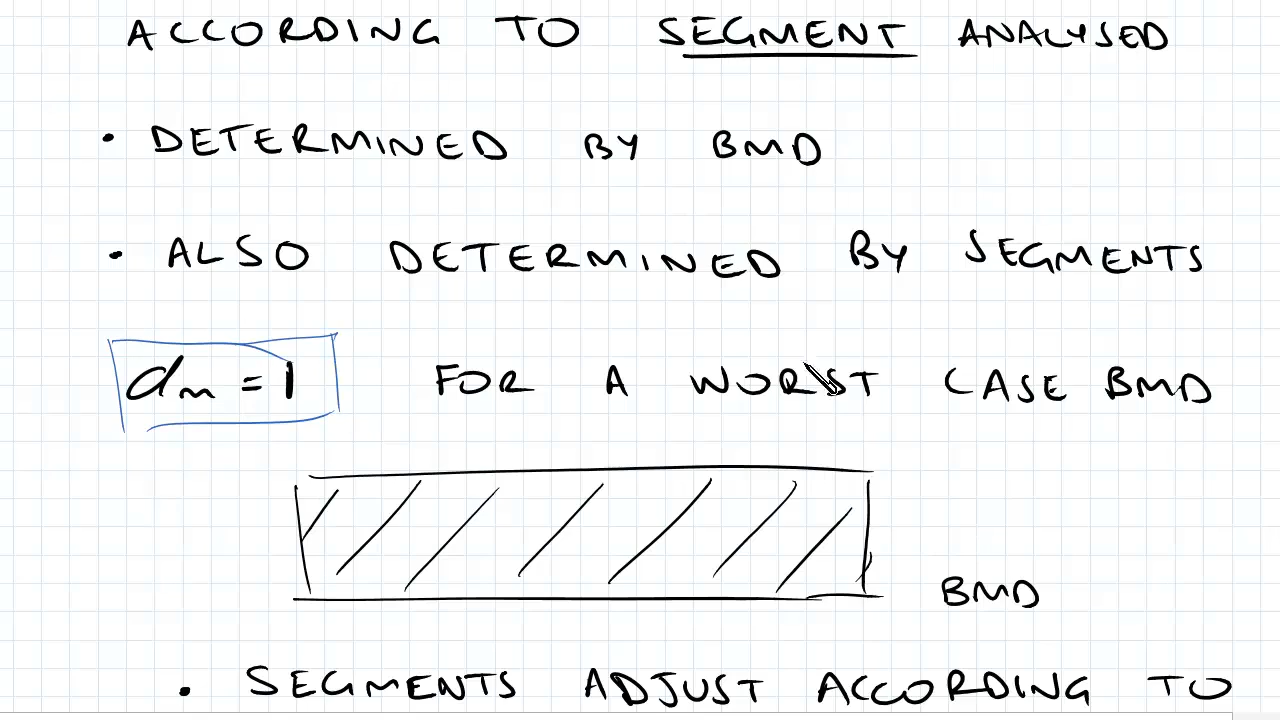 ACCORDING TO SEGMENT ANALYSED
• DETERMINED BY BMD
• ALSO DETERMINED BY SEGMENTS
dm = 1 FOR A WORST CASE BMD
BMD
• SEGMENTS ADJUST ACCORDING TO